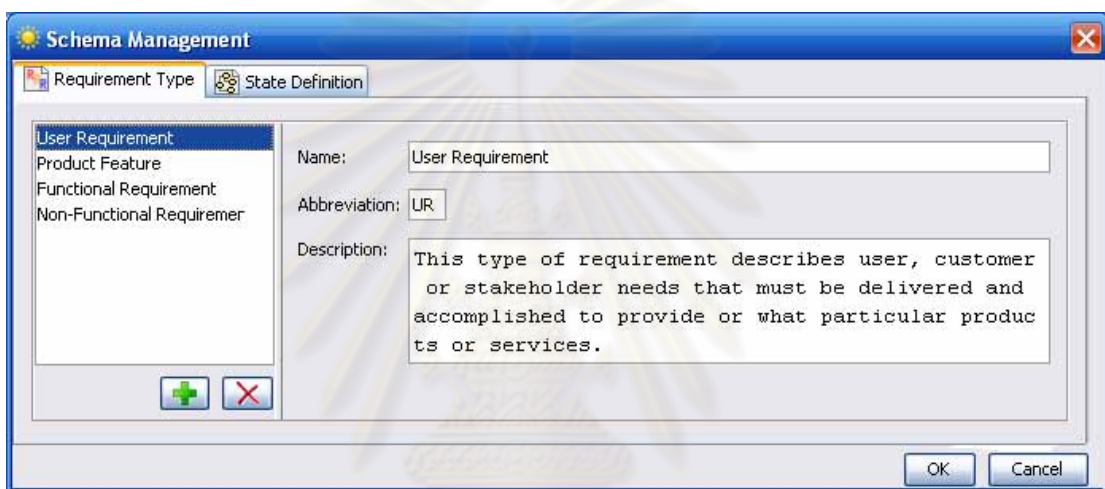 Schema Management
Requirement Type
State Definition
User Requirement
Product Feature
Functional Requirement
Non-Functional Requiremer
Name:
User Requirement
Abbreviation:
UR
Description:
This type of requirement describes user, customer
or stakeholder needs that must be delivered and
accomplished to provide or what particular produc
ts or services.
OK
Cancel